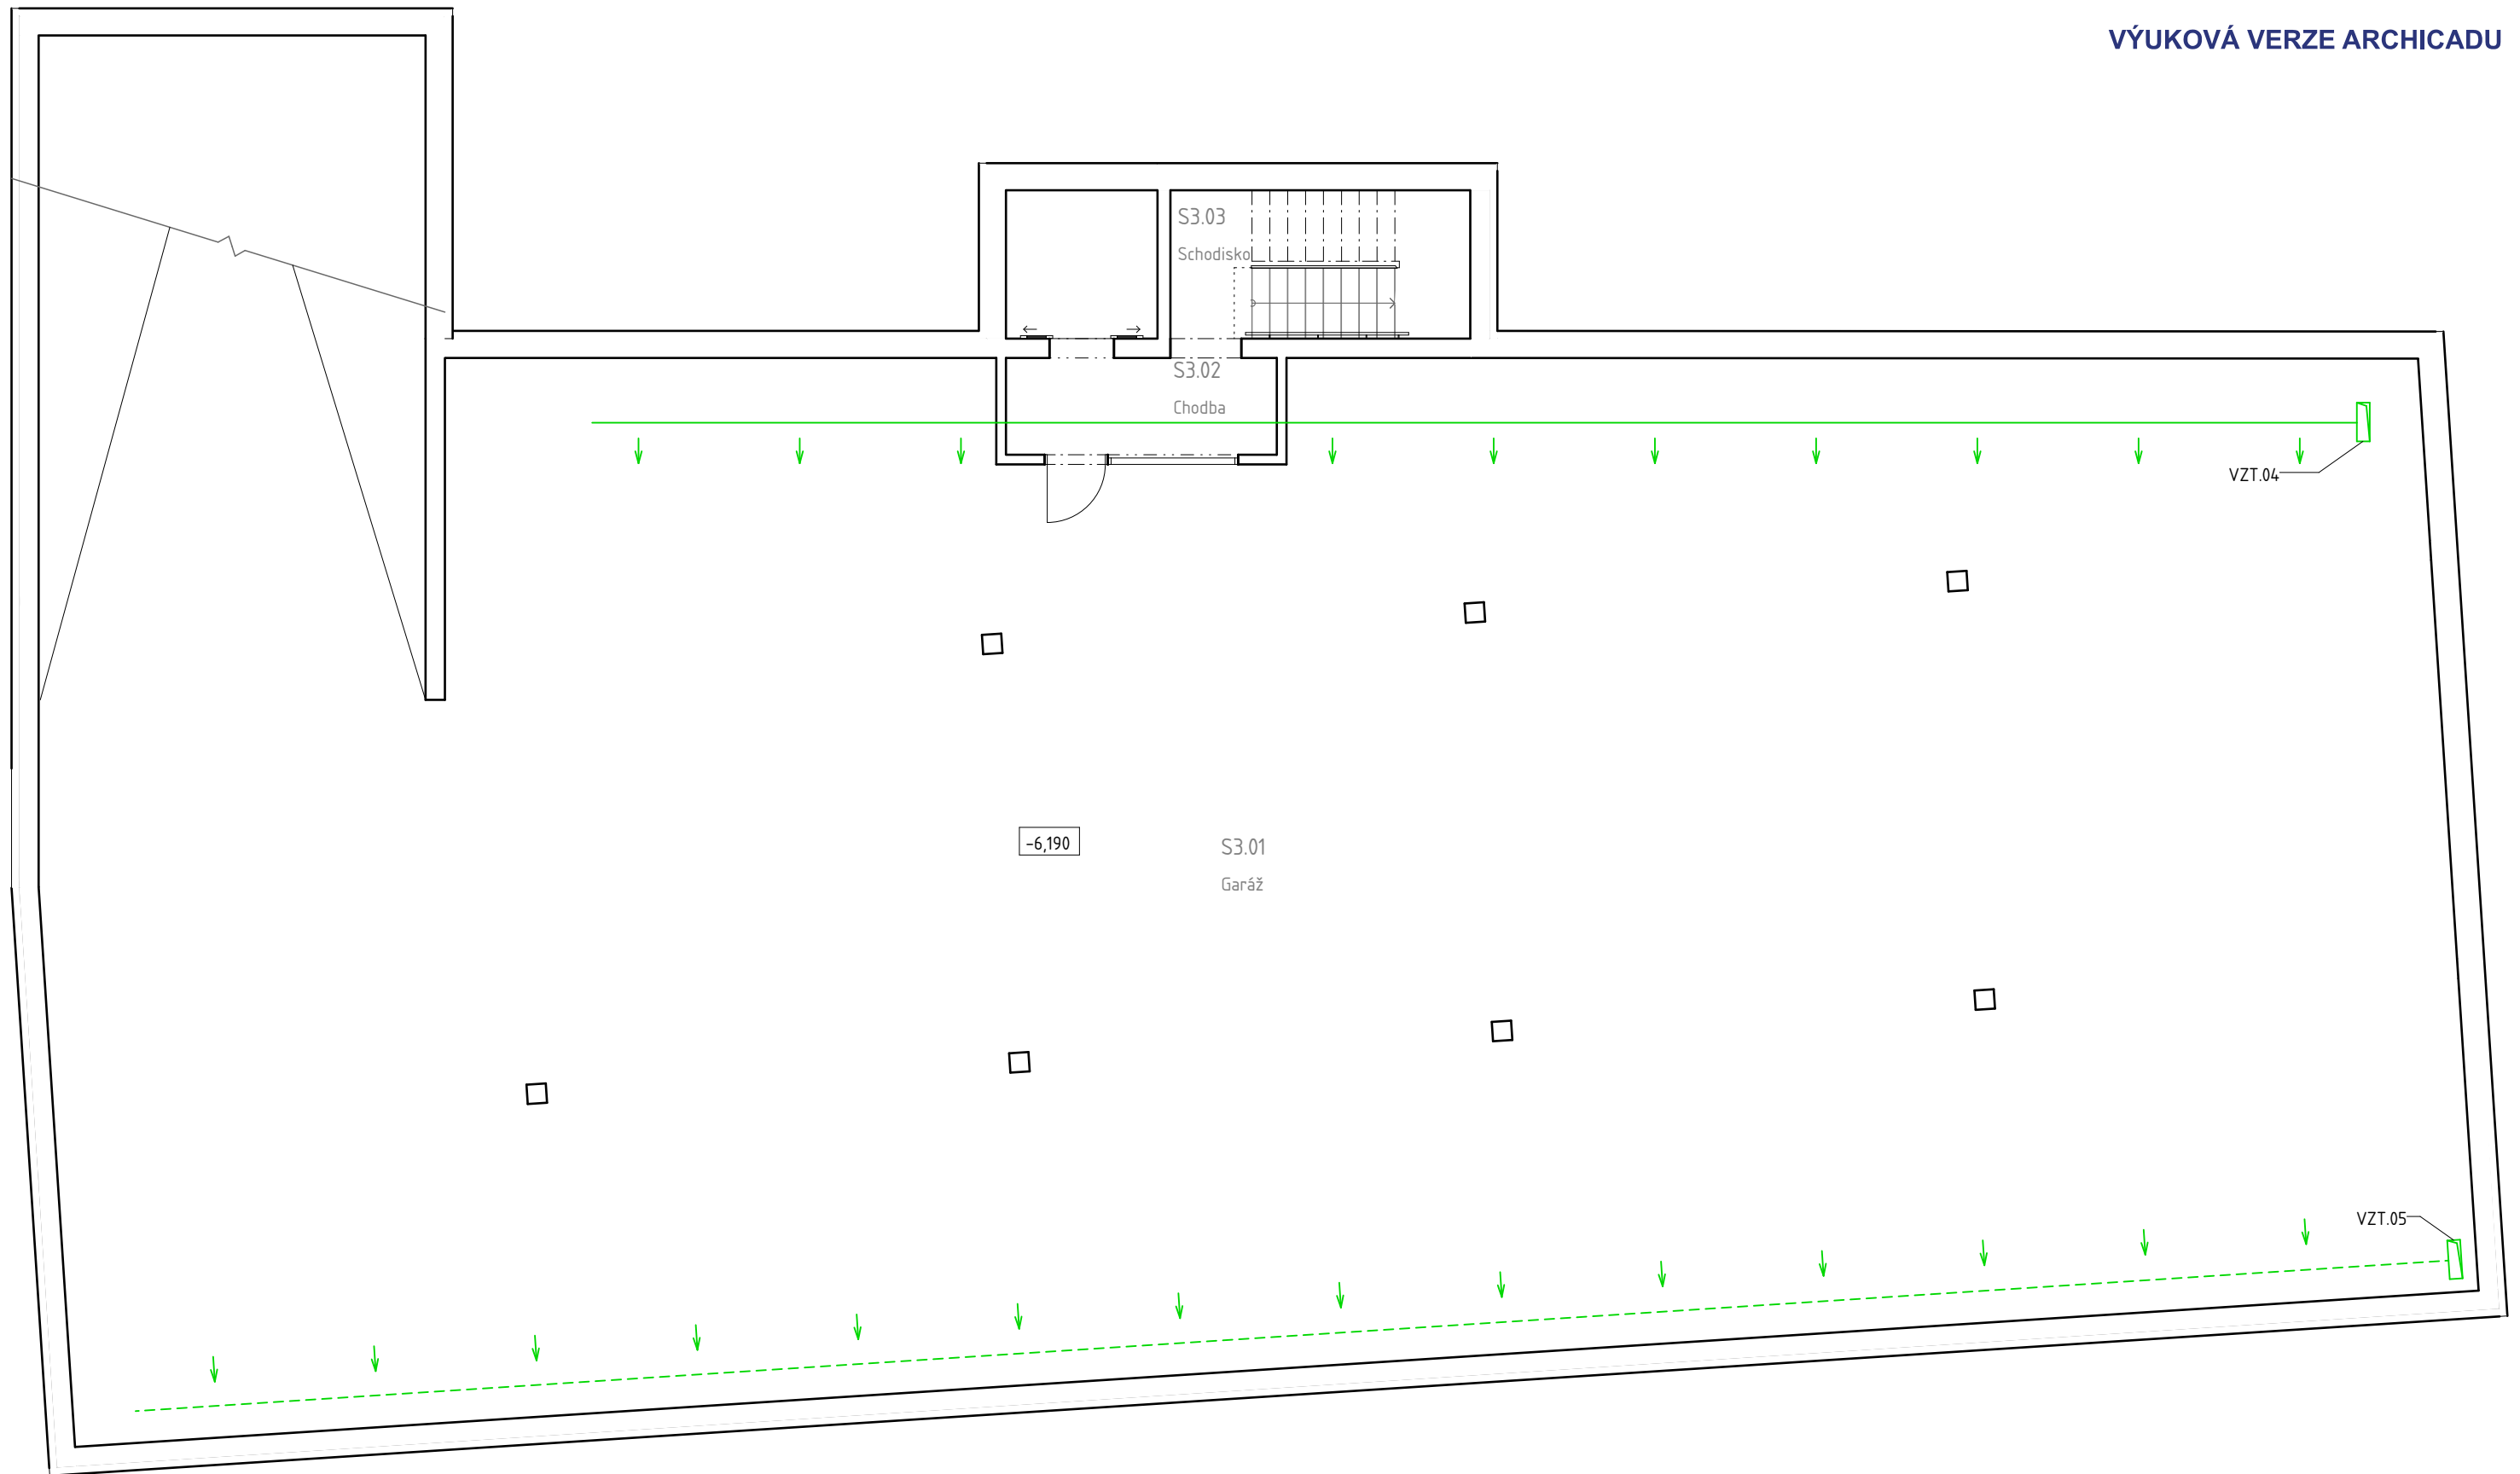 VÝUKOVÁ VERZE ARCHICADU
S3.03
Schodisko
S3.02
Chodba
VZT.04
-6,190
S3.01
Garáž
VZT.05